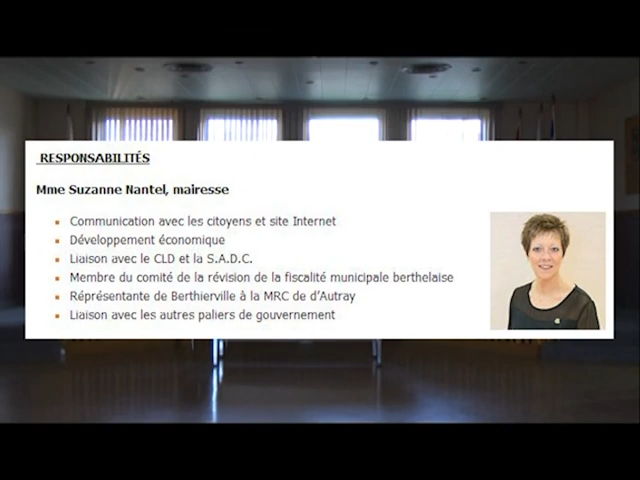 RESPONSABILITÉS
Mme Suzanne Nantel, mairesse
Communication avec les citoyens et site Internet
Développement économique
Liaison avec le CLD et la S.A.D.C.
Membre du comité de la révision de la fiscalité municipale berthelaise
Réprésentante de Berthierville à la MRC de d'Autray
Liaison avec les autres paliers de gouvernement